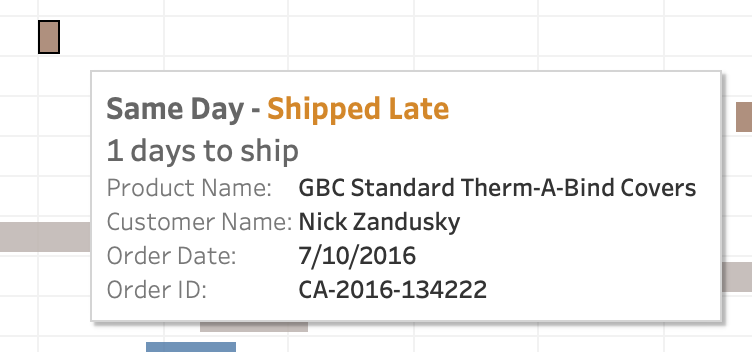 Same Day - Shipped Late
1 days to ship
Product Name: GBC Standard Therm-A-Bind Covers
Customer Name: Nick Zandusky
Order Date: 7/10/2016
Order ID: CA-2016-134222